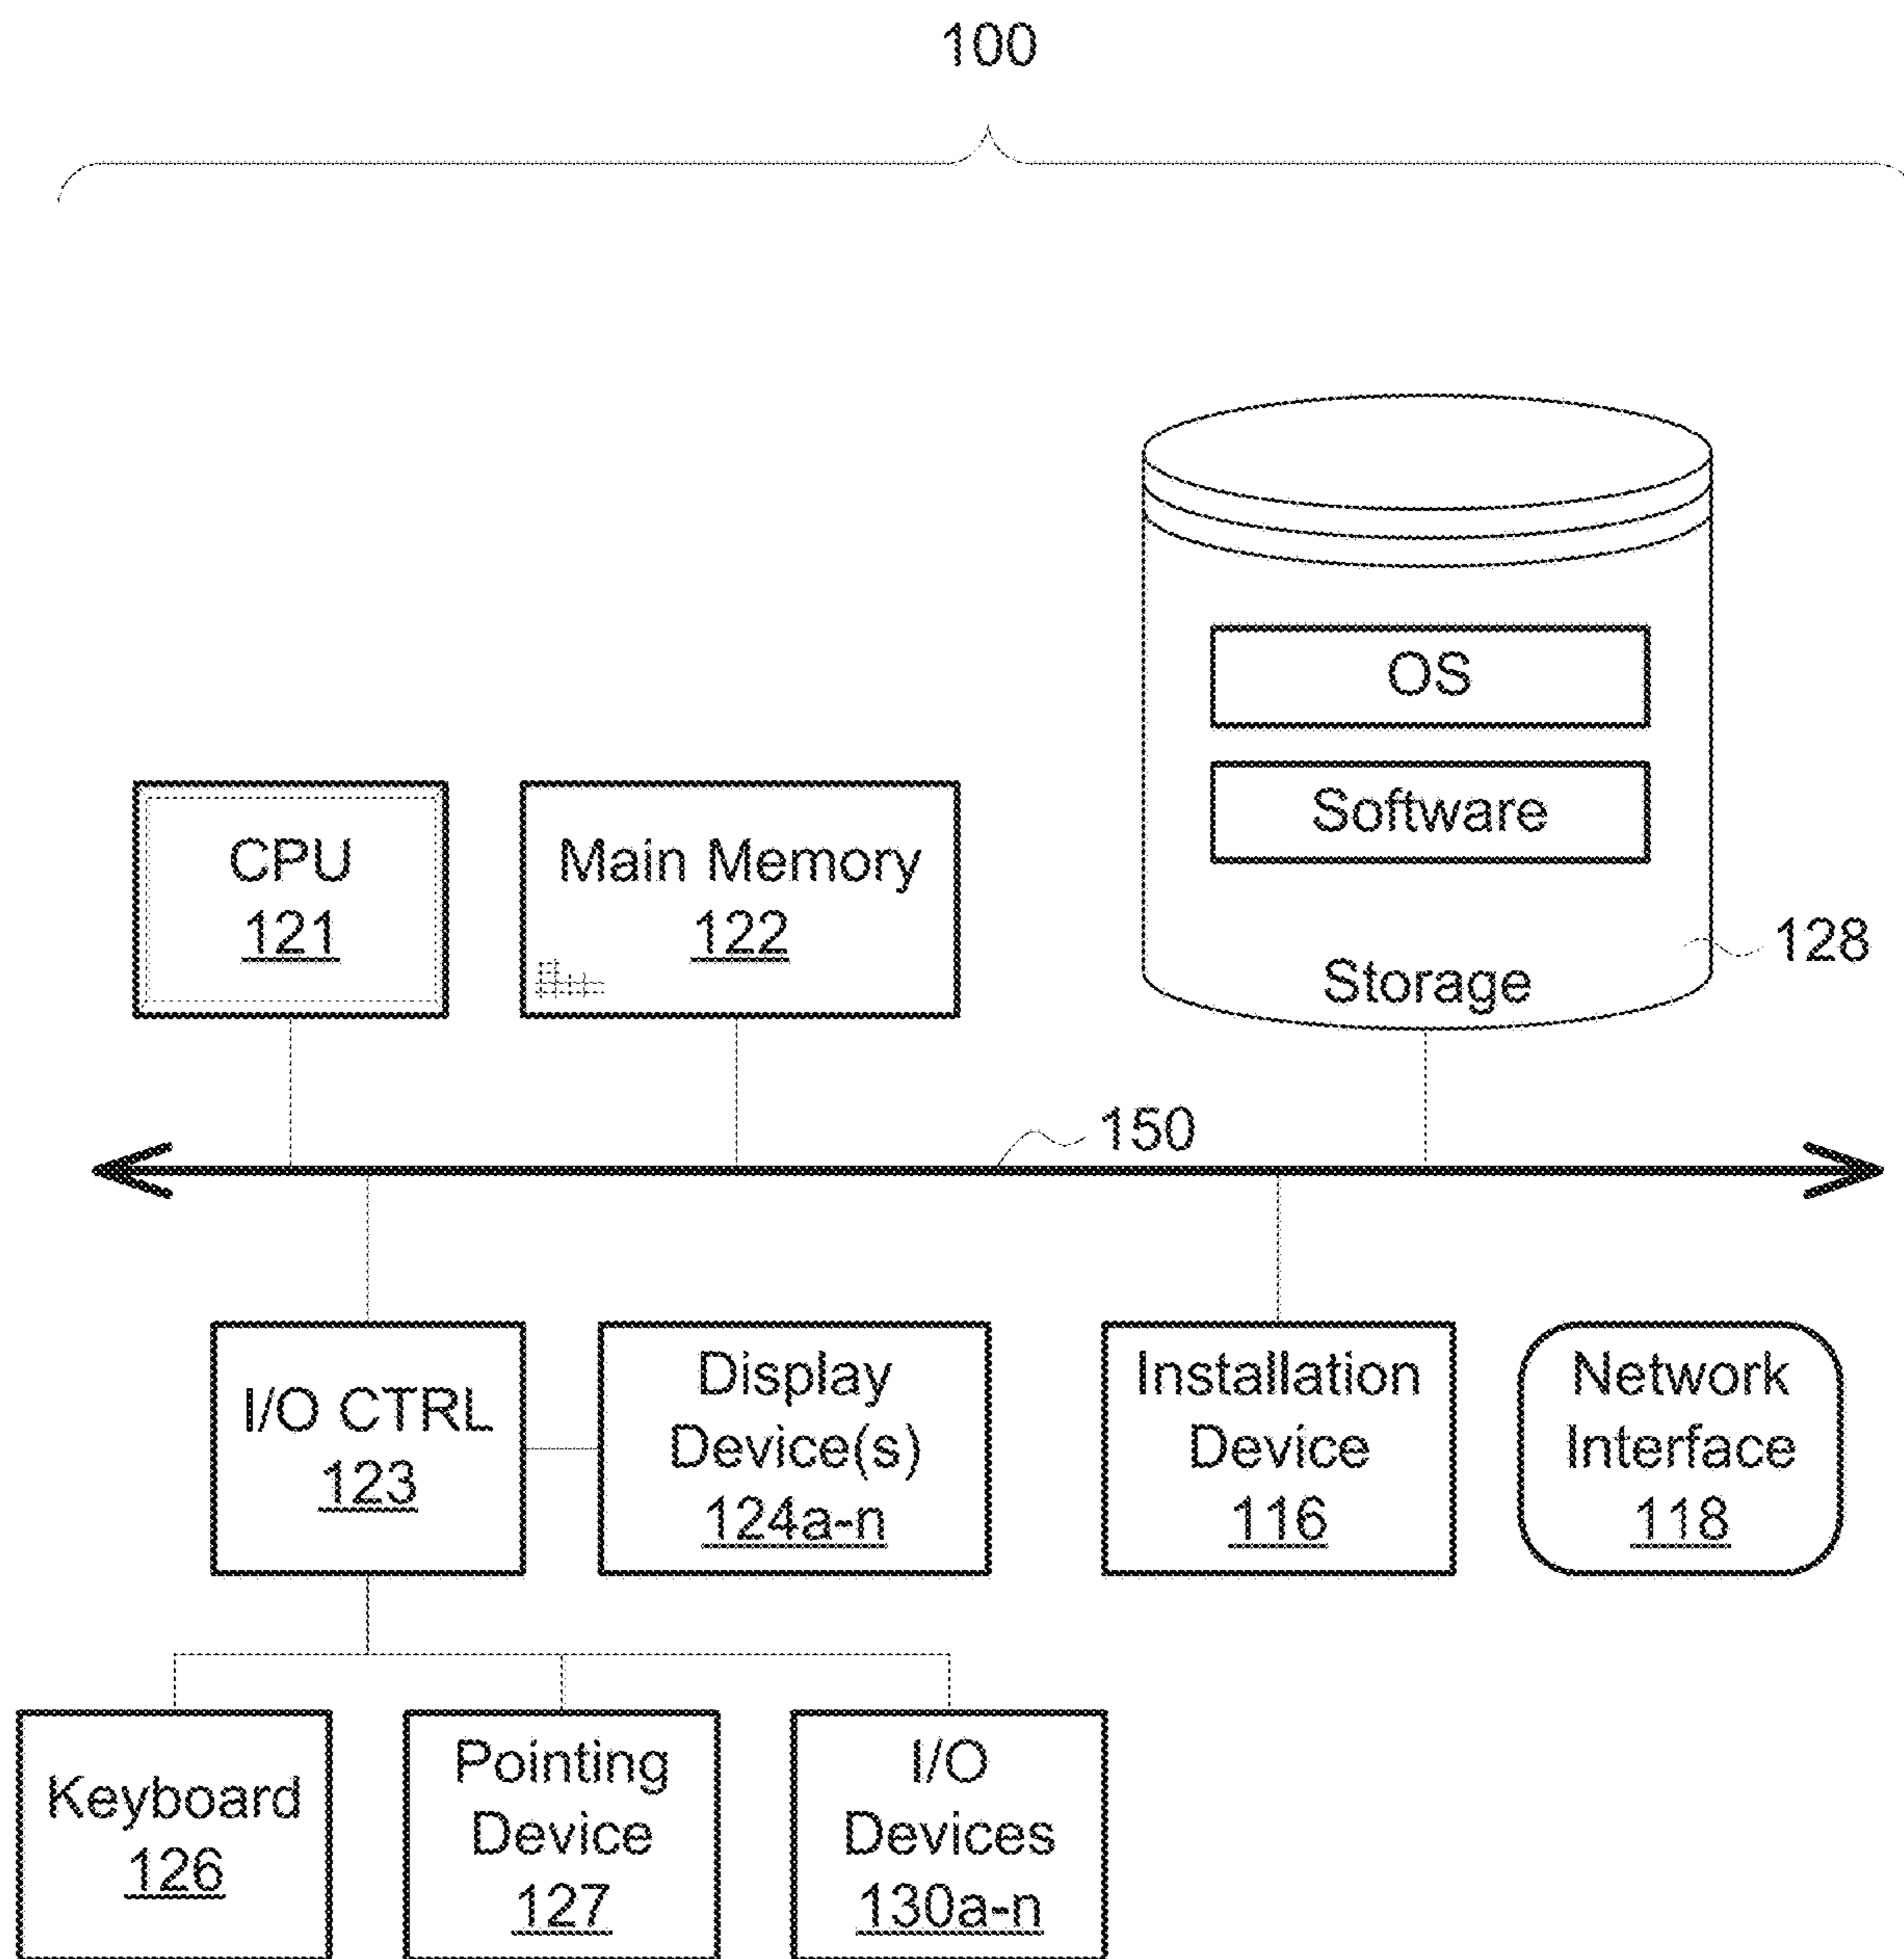 100
OS
Software
Storage
128
CPU
121
Main Memory
122
150
I/O CTRL
123
Display
Device(s)
124a-n
Installation
Device
116
Network
Interface
118
Keyboard
126
Pointing
Device
127
I/O
Devices
130a-n